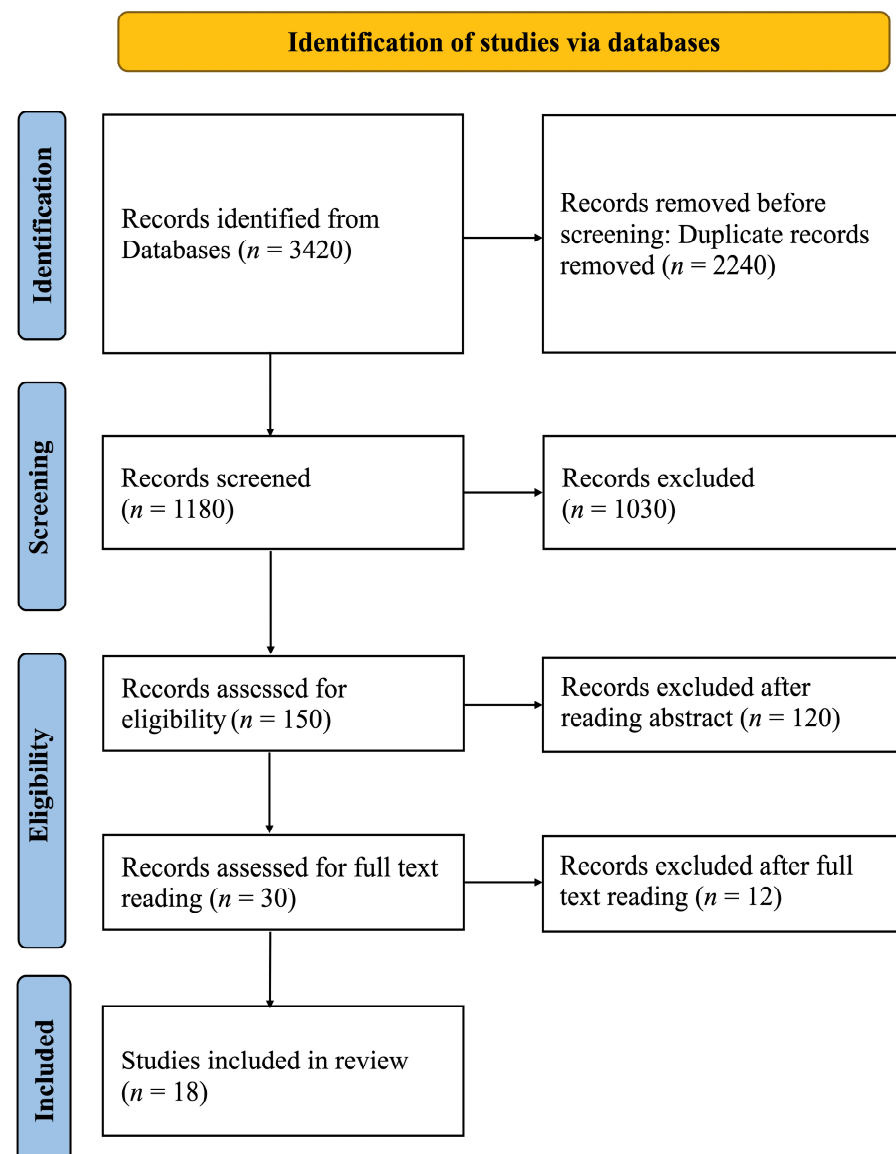 Identification of studies via databases
Identification
Records identified from
Databases (n = 3420)
Records removed before
screening: Duplicate records
removed (n = 2240)
Screening
Records screened
(n = 1180)
Records excluded
(n = 1030)
Eligibility
Records assessed for
eligibility (n = 150)
Records excluded after
reading abstract (n = 120)
Records assessed for full text
reading (n = 30)
Records excluded after full
text reading (n = 12)
Included
Studies included in review
(n = 18)